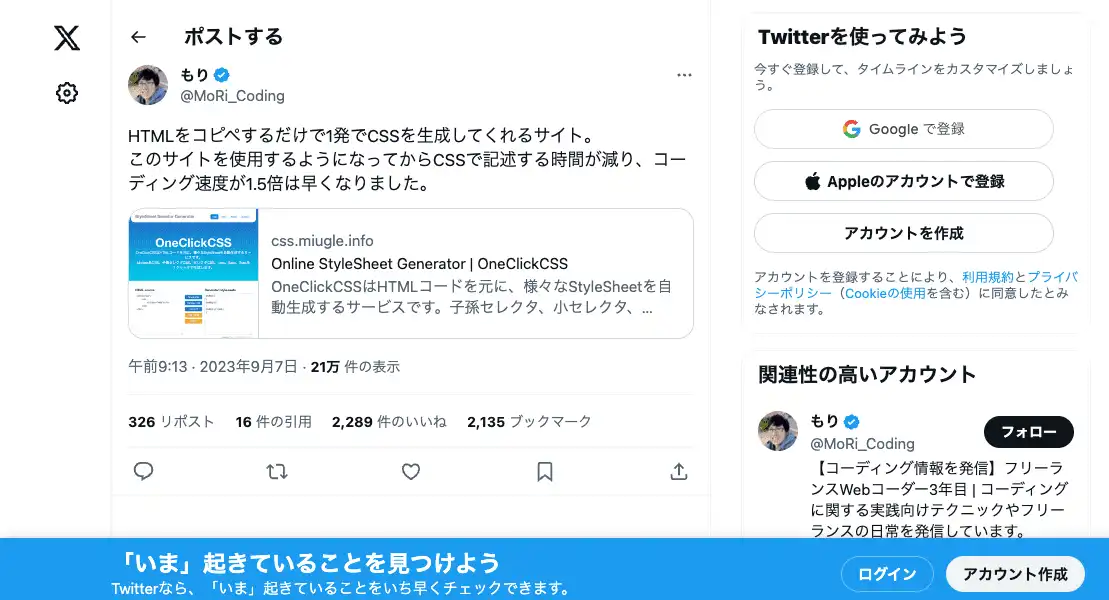 ポストする
もり
@MoRi_Coding
HTMLをコピペするだけで1発でCSSを生成してくれるサイト。
このサイトを使用するようになってからCSSで記述する時間が減り、コー
ディング速度が1.5倍は早くなりました。
OneClickCSS
css.miugle.info
Online StyleSheet Generator | OneClickCSS
OneClickCSSはHTMLコードを元に、様々なStyleSheetを自
動生成するサービスです。子孫セレクタ、小セレクタ、...
午前9:13 · 2023年9月7日 · 21万 件の表示
326 リポスト 16 件の引用 2,289 件のいいね 2,135 ブックマーク
Twitterを使ってみよう
今すぐ登録して、タイムラインをカスタマイズしましょ
う。
Google で登録
Appleのアカウントで登録
アカウントを作成
アカウントを登録することにより、利用規約とプライバ
シーポリシー（Cookieの使用を含む）に同意したとみ
なされます。
関連性の高いアカウント
もり
@MoRi_Coding
フォロー
【コーディング情報を発信】フリーラ
ンスWebコーダー3年目 | コーディング
に関する実践向けテクニックやフリー
ランスの日常を発信しています。
「いま」起きていることを見つけよう
Twitterなら、「いま」起きていることをいち早くチェックできます。
ログイン
アカウント作成